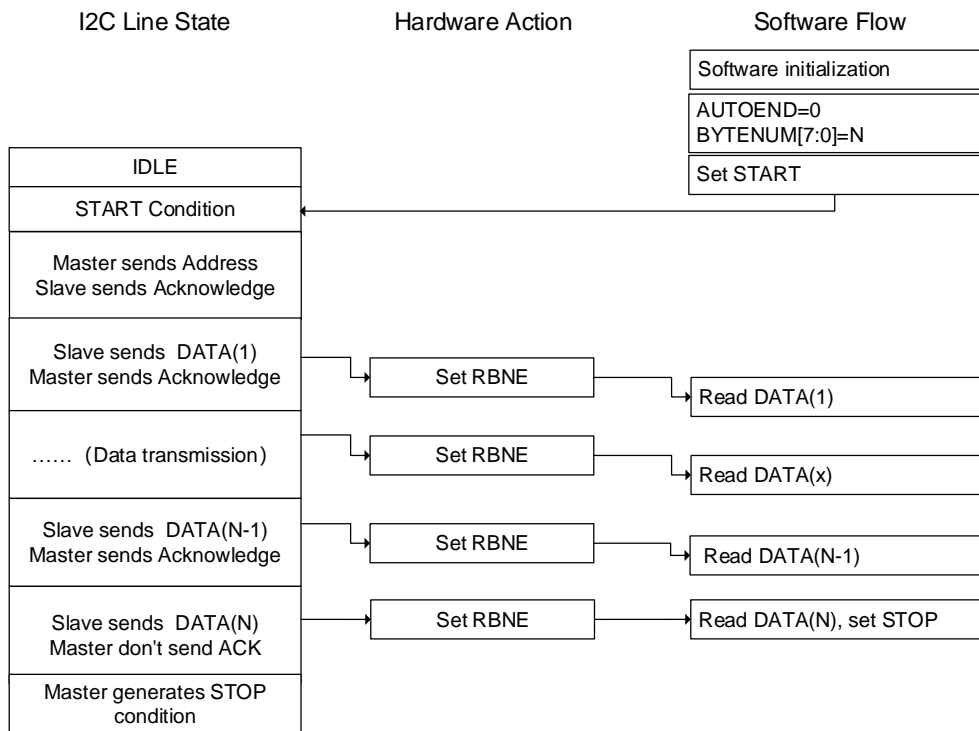 I2C Line State
Hardware Action
Software Flow
Software initialization
AUTOEND=0
BYTENUM[7:0]=N
IDLE
Set START
START Condition
Master sends Address
Slave sends Acknowledge
Slave sends DATA(1)
Master sends Acknowledge
Set RBNE
Read DATA(1)
…… (Data transmission)
Set RBNE
Read DATA(x)
Slave sends DATA(N-1)
Master sends Acknowledge
Set RBNE
Read DATA(N-1)
Slave sends DATA(N)
Master don't send ACK
Set RBNE
Read DATA(N), set STOP
Master generates STOP
condition